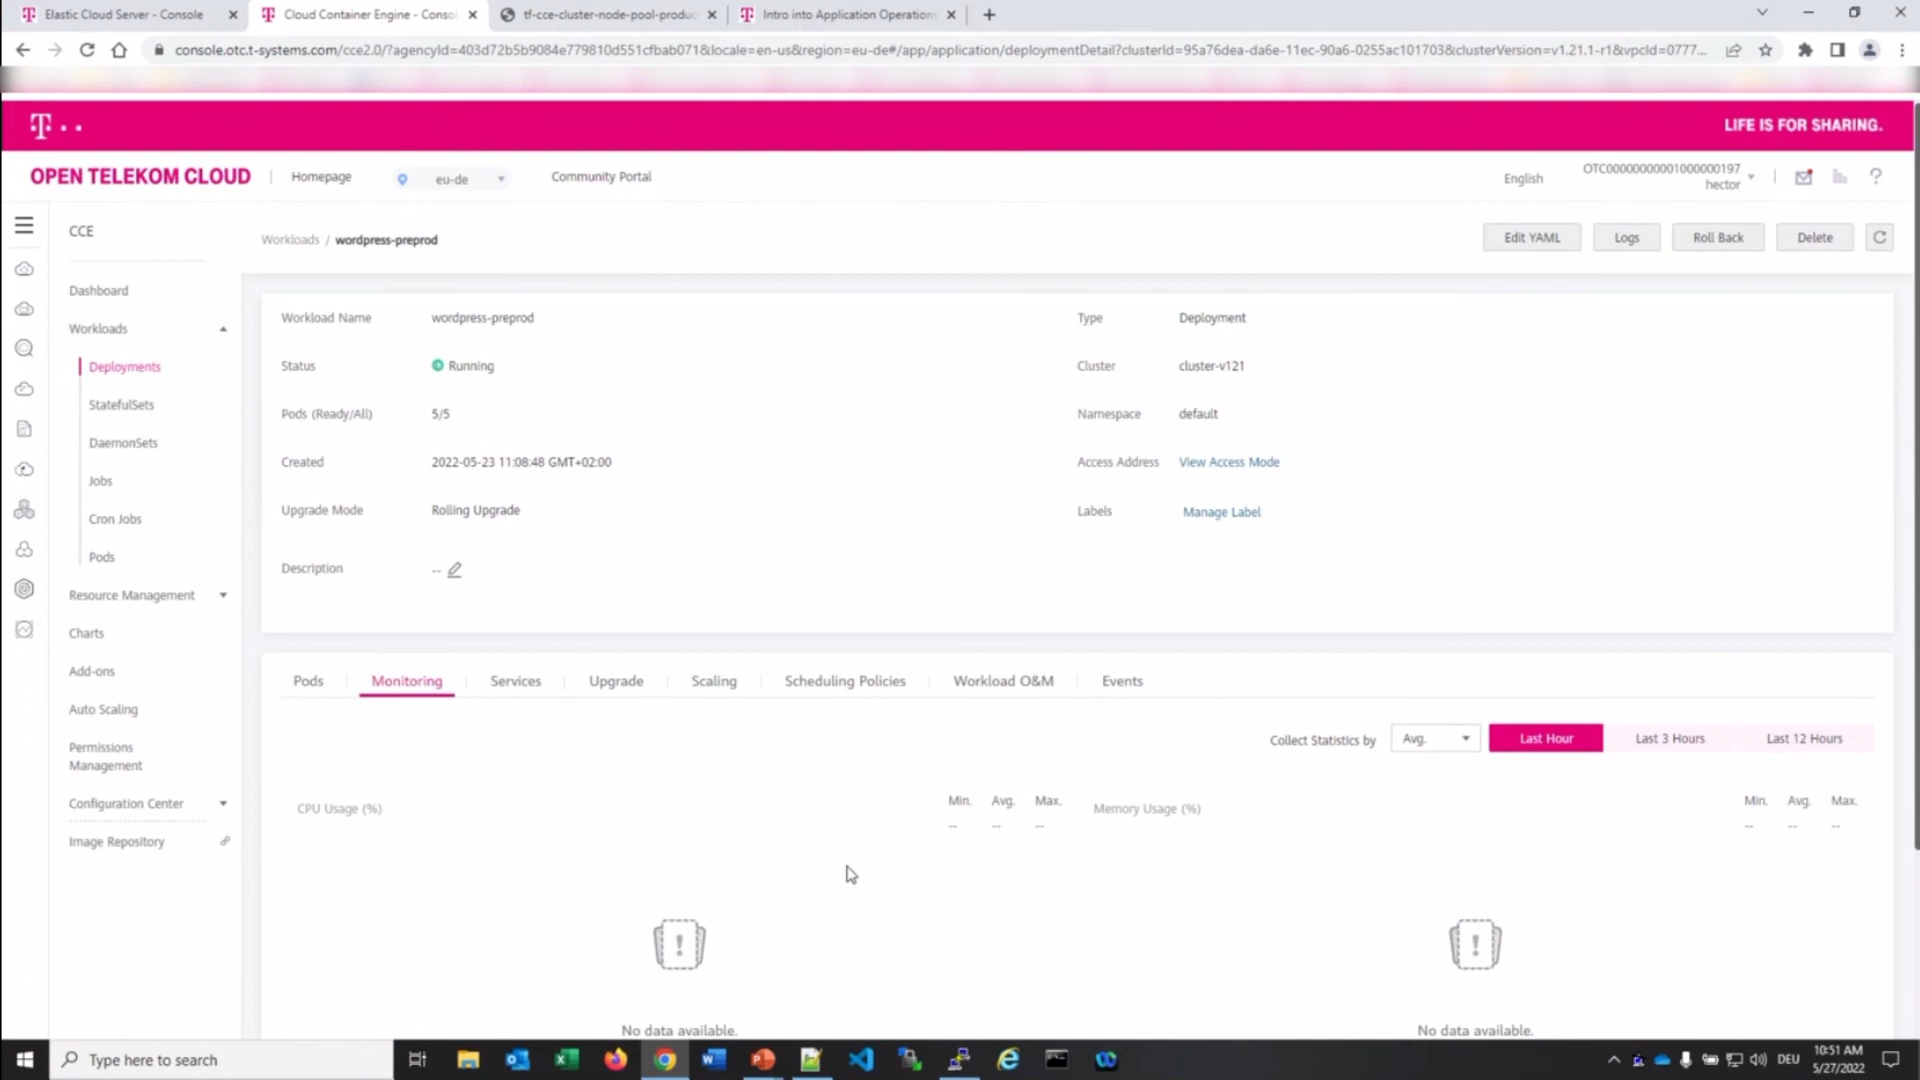 Elastic Cloud Server - Console
Cloud Container Engine - Conso
tf-cce-cluster-node-pool-produc
Intro into Application Operation
console.otc.t-systems.com/cce2.0/?agencyId=403d72b5b9084e779810d551cfbab071&locale=en-us&region=eu-de#/app/application/deploymentDetail?clusterId=95a76dea-da6e-11ec-90a6-0255ac101703&clusterVersion=v1.21.1-r1&vpcId=0777...
T
LIFE IS FOR SHARING.
OPEN TELEKOM CLOUD
Homepage
eu-de
Community Portal
English
OTC00000000001000000197
hector
CCE
Workloads / wordpress-preprod
Edit YAML
Logs
Roll Back
Delete
Dashboard
Workloads
Deployments
StatefulSets
DaemonSets
Jobs
Cron Jobs
Pods
Resource Management
Charts
Add-ons
Auto Scaling
Permissions
Management
Configuration Center
Image Repository
Workload Name wordpress-preprod
Type Deployment
Status Running
Cluster cluster-v121
Pods (Ready/All) 5/5
Namespace default
Created 2022-05-23 11:08:48 GMT+02:00
Access Address View Access Mode
Upgrade Mode Rolling Upgrade
Labels Manage Label
Description --
Pods
Monitoring
Services
Upgrade
Scaling
Scheduling Policies
Workload O&M
Events
Collect Statistics by Avg.
Last Hour
Last 3 Hours
Last 12 Hours
CPU Usage (%)
Min. Avg. Max.
-- -- --
Memory Usage (%)
Min. Avg. Max.
-- -- --
No data available.
No data available.
Type here to search
DEU
10:51 AM
5/27/2022